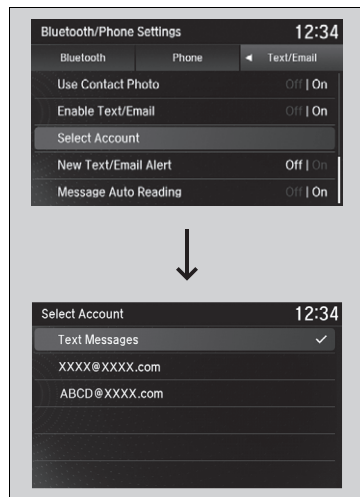 Bluetooth/Phone Settings 12:34
Bluetooth Phone Text/Email
Use Contact Photo Off | On
Enable Text/Email Off | On
Select Account
New Text/Email Alert Off | On
Message Auto Reading Off | On
Select Account 12:34
Text Messages
XXXX@XXXX.com
ABCD@XXXX.com